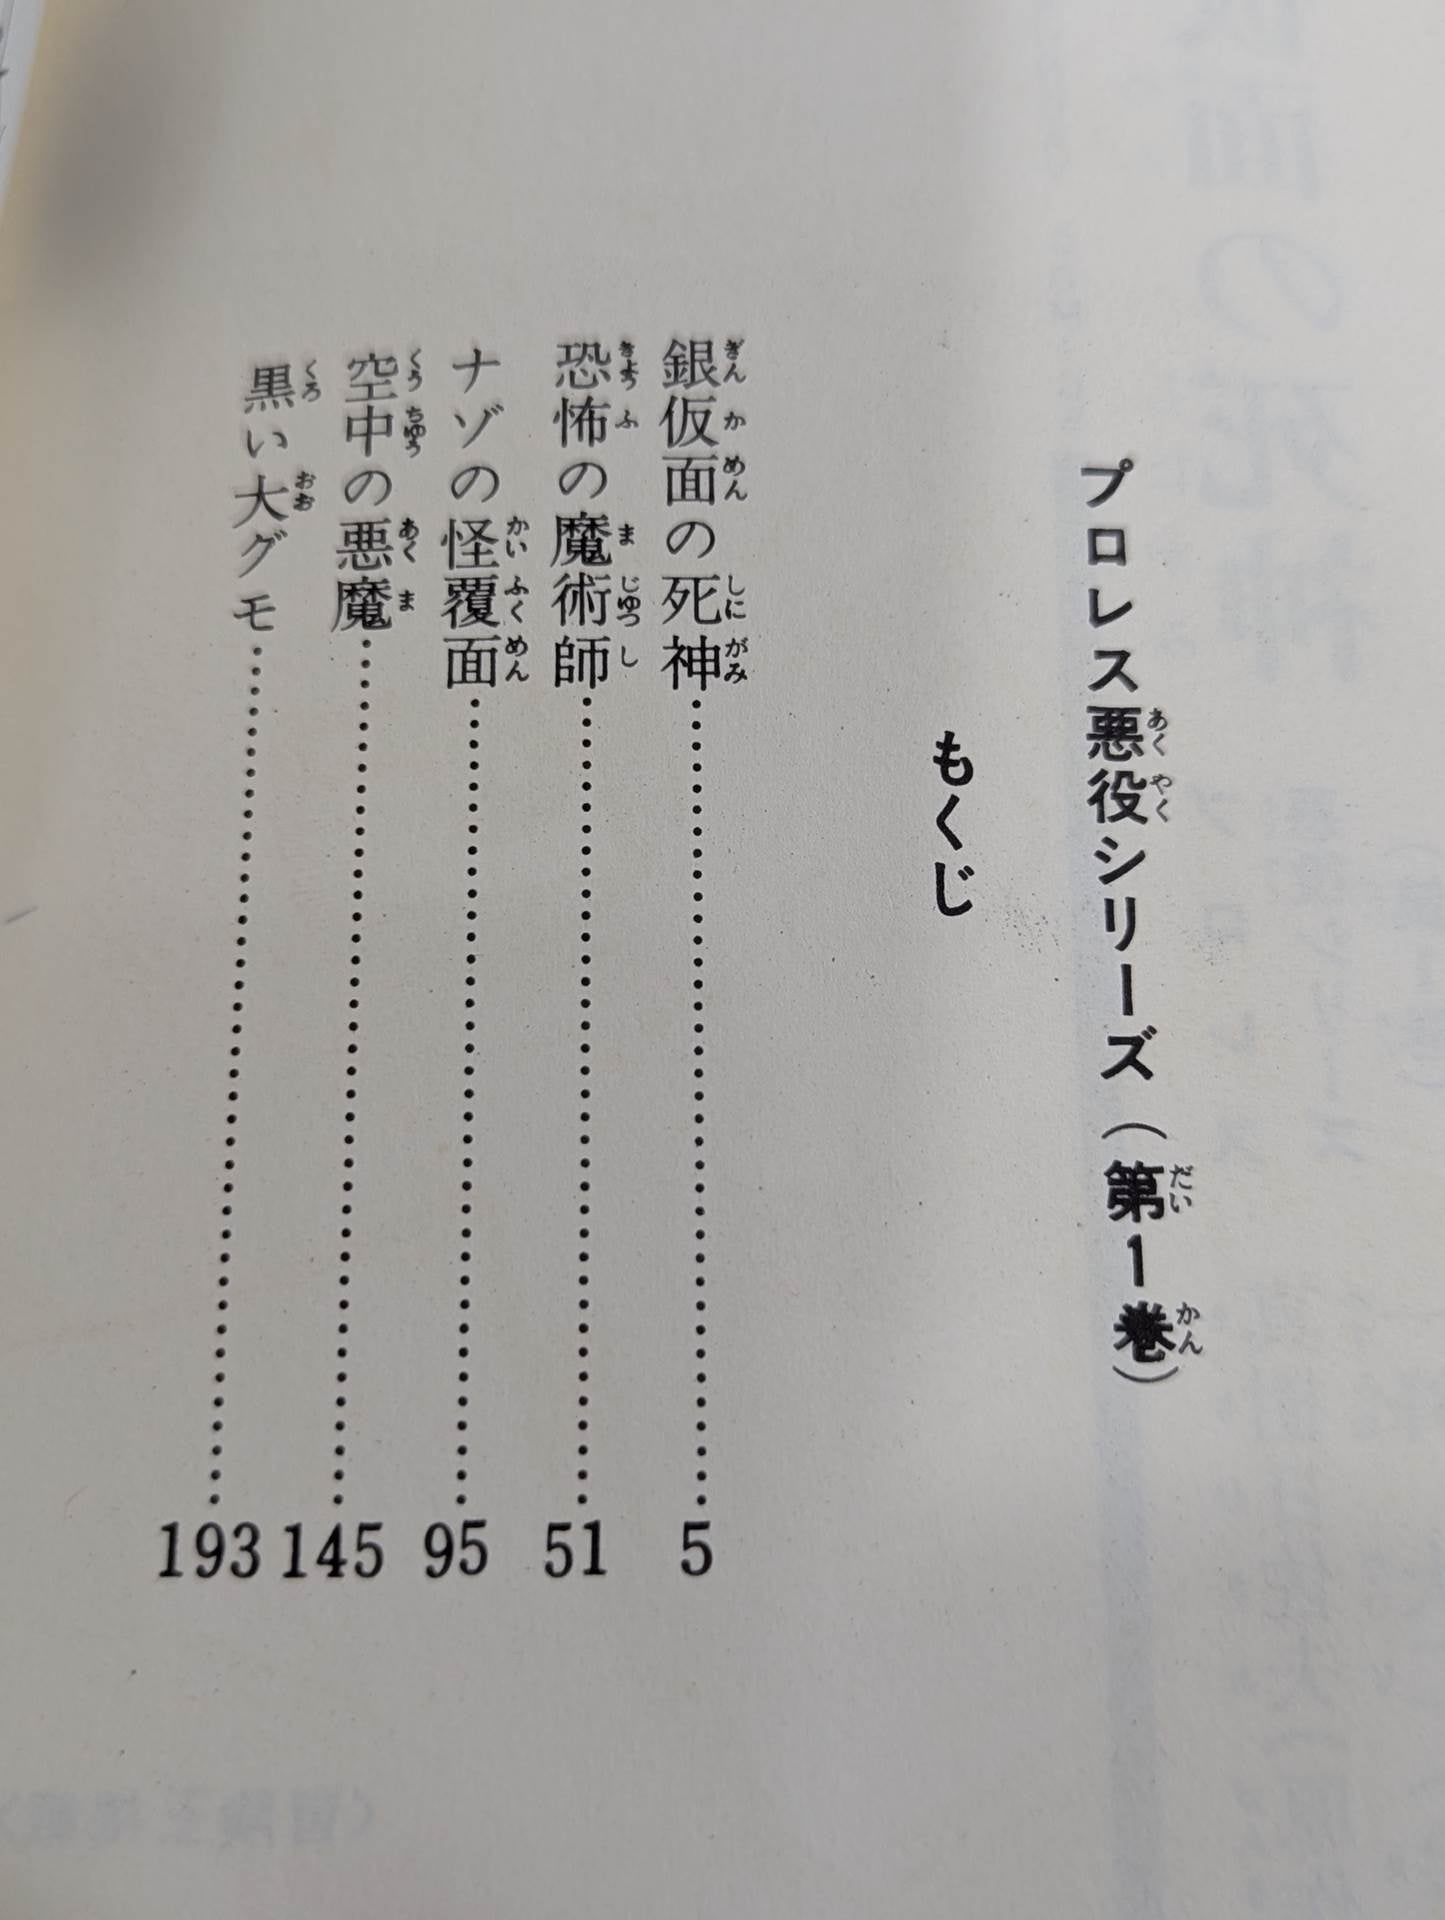 プロレス悪役シリーズ(第1巻)
もくじ
銀仮面の死神……5
恐怖の魔術師……51
ナゾの怪覆面……95
空中の悪魔……145
黒い大グモ……193